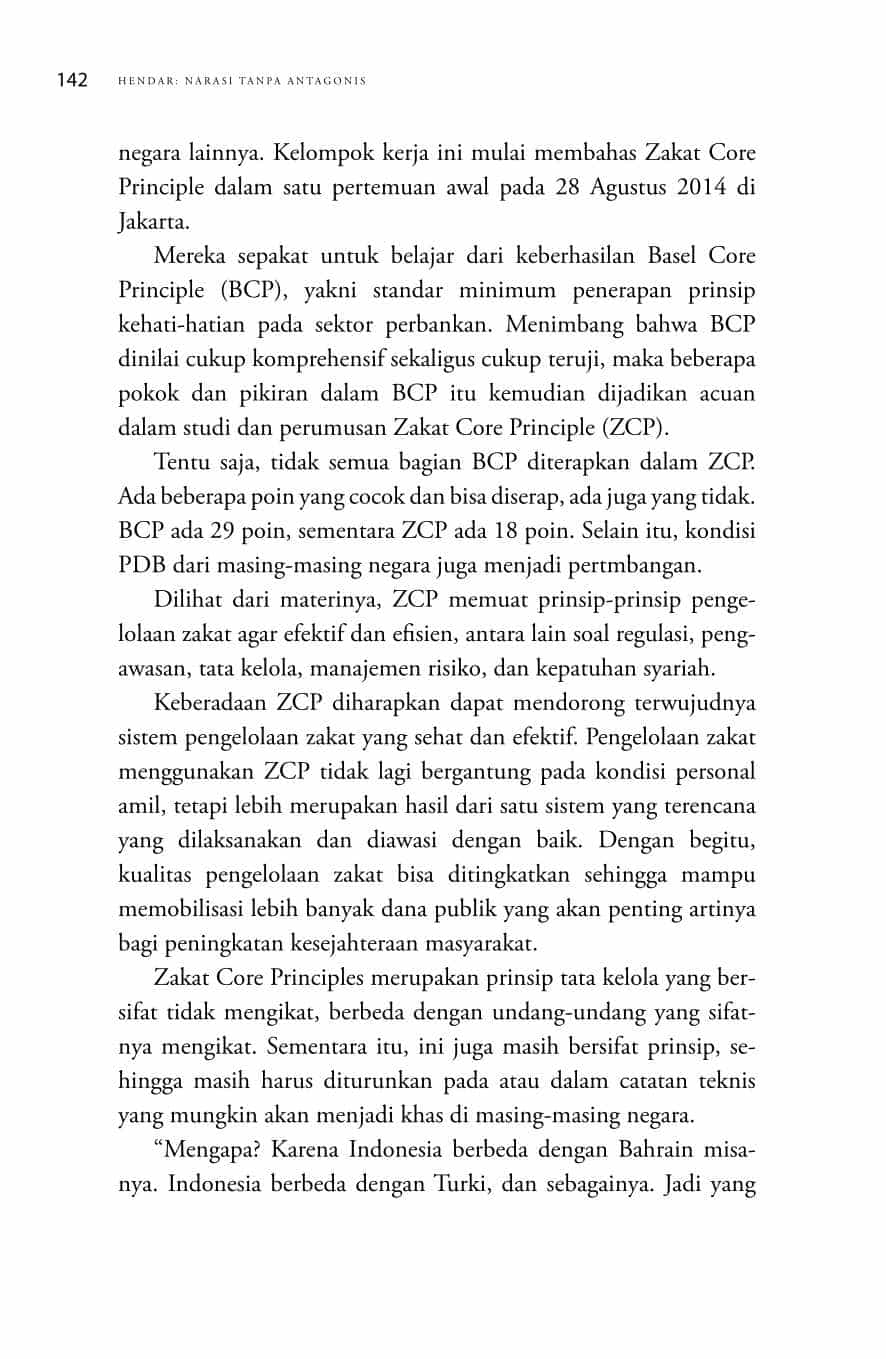 142 HENDAR: NARASI TANPA ANTAGONIS
negara lainnya. Kelompok kerja ini mulai membahas Zakat Core
Principle dalam satu pertemuan awal pada 28 Agustus 2014 di
Jakarta.
Mereka sepakat untuk belajar dari keberhasilan Basel Core
Principle (BCP), yakni standar minimum penerapan prinsip
kehati-hatian pada sektor perbankan. Menimbang bahwa BCP
dinilai cukup komprehensif sekaligus cukup teruji, maka beberapa
pokok dan pikiran dalam BCP itu kemudian dijadikan acuan
dalam studi dan perumusan Zakat Core Principle (ZCP).
Tentu saja, tidak semua bagian BCP diterapkan dalam ZCP.
Ada beberapa poin yang cocok dan bisa diserap, ada juga yang tidak.
BCP ada 29 poin, sementara ZCP ada 18 poin. Selain itu, kondisi
PDB dari masing-masing negara juga menjadi pertmbangan.
Dilihat dari materinya, ZCP memuat prinsip-prinsip penge-
lolaan zakat agar efektif dan efisien, antara lain soal regulasi, peng-
awasan, tata kelola, manajemen risiko, dan kepatuhan syariah.
Keberadaan ZCP diharapkan dapat mendorong terwujudnya
sistem pengelolaan zakat yang sehat dan efektif. Pengelolaan zakat
menggunakan ZCP tidak lagi bergantung pada kondisi personal
amil, tetapi lebih merupakan hasil dari satu sistem yang terencana
yang dilaksanakan dan diawasi dengan baik. Dengan begitu,
kualitas pengelolaan zakat bisa ditingkatkan sehingga mampu
memobilisasi lebih banyak dana publik yang akan penting artinya
bagi peningkatan kesejahteraan masyarakat.
Zakat Core Principles merupakan prinsip tata kelola yang ber-
sifat tidak mengikat, berbeda dengan undang-undang yang sifat-
nya mengikat. Sementara itu, ini juga masih bersifat prinsip, se-
hingga masih harus diturunkan pada atau dalam catatan teknis
yang mungkin akan menjadi khas di masing-masing negara.
“Mengapa? Karena Indonesia berbeda dengan Bahrain misa-
nya. Indonesia berbeda dengan Turki, dan sebagainya. Jadi yang